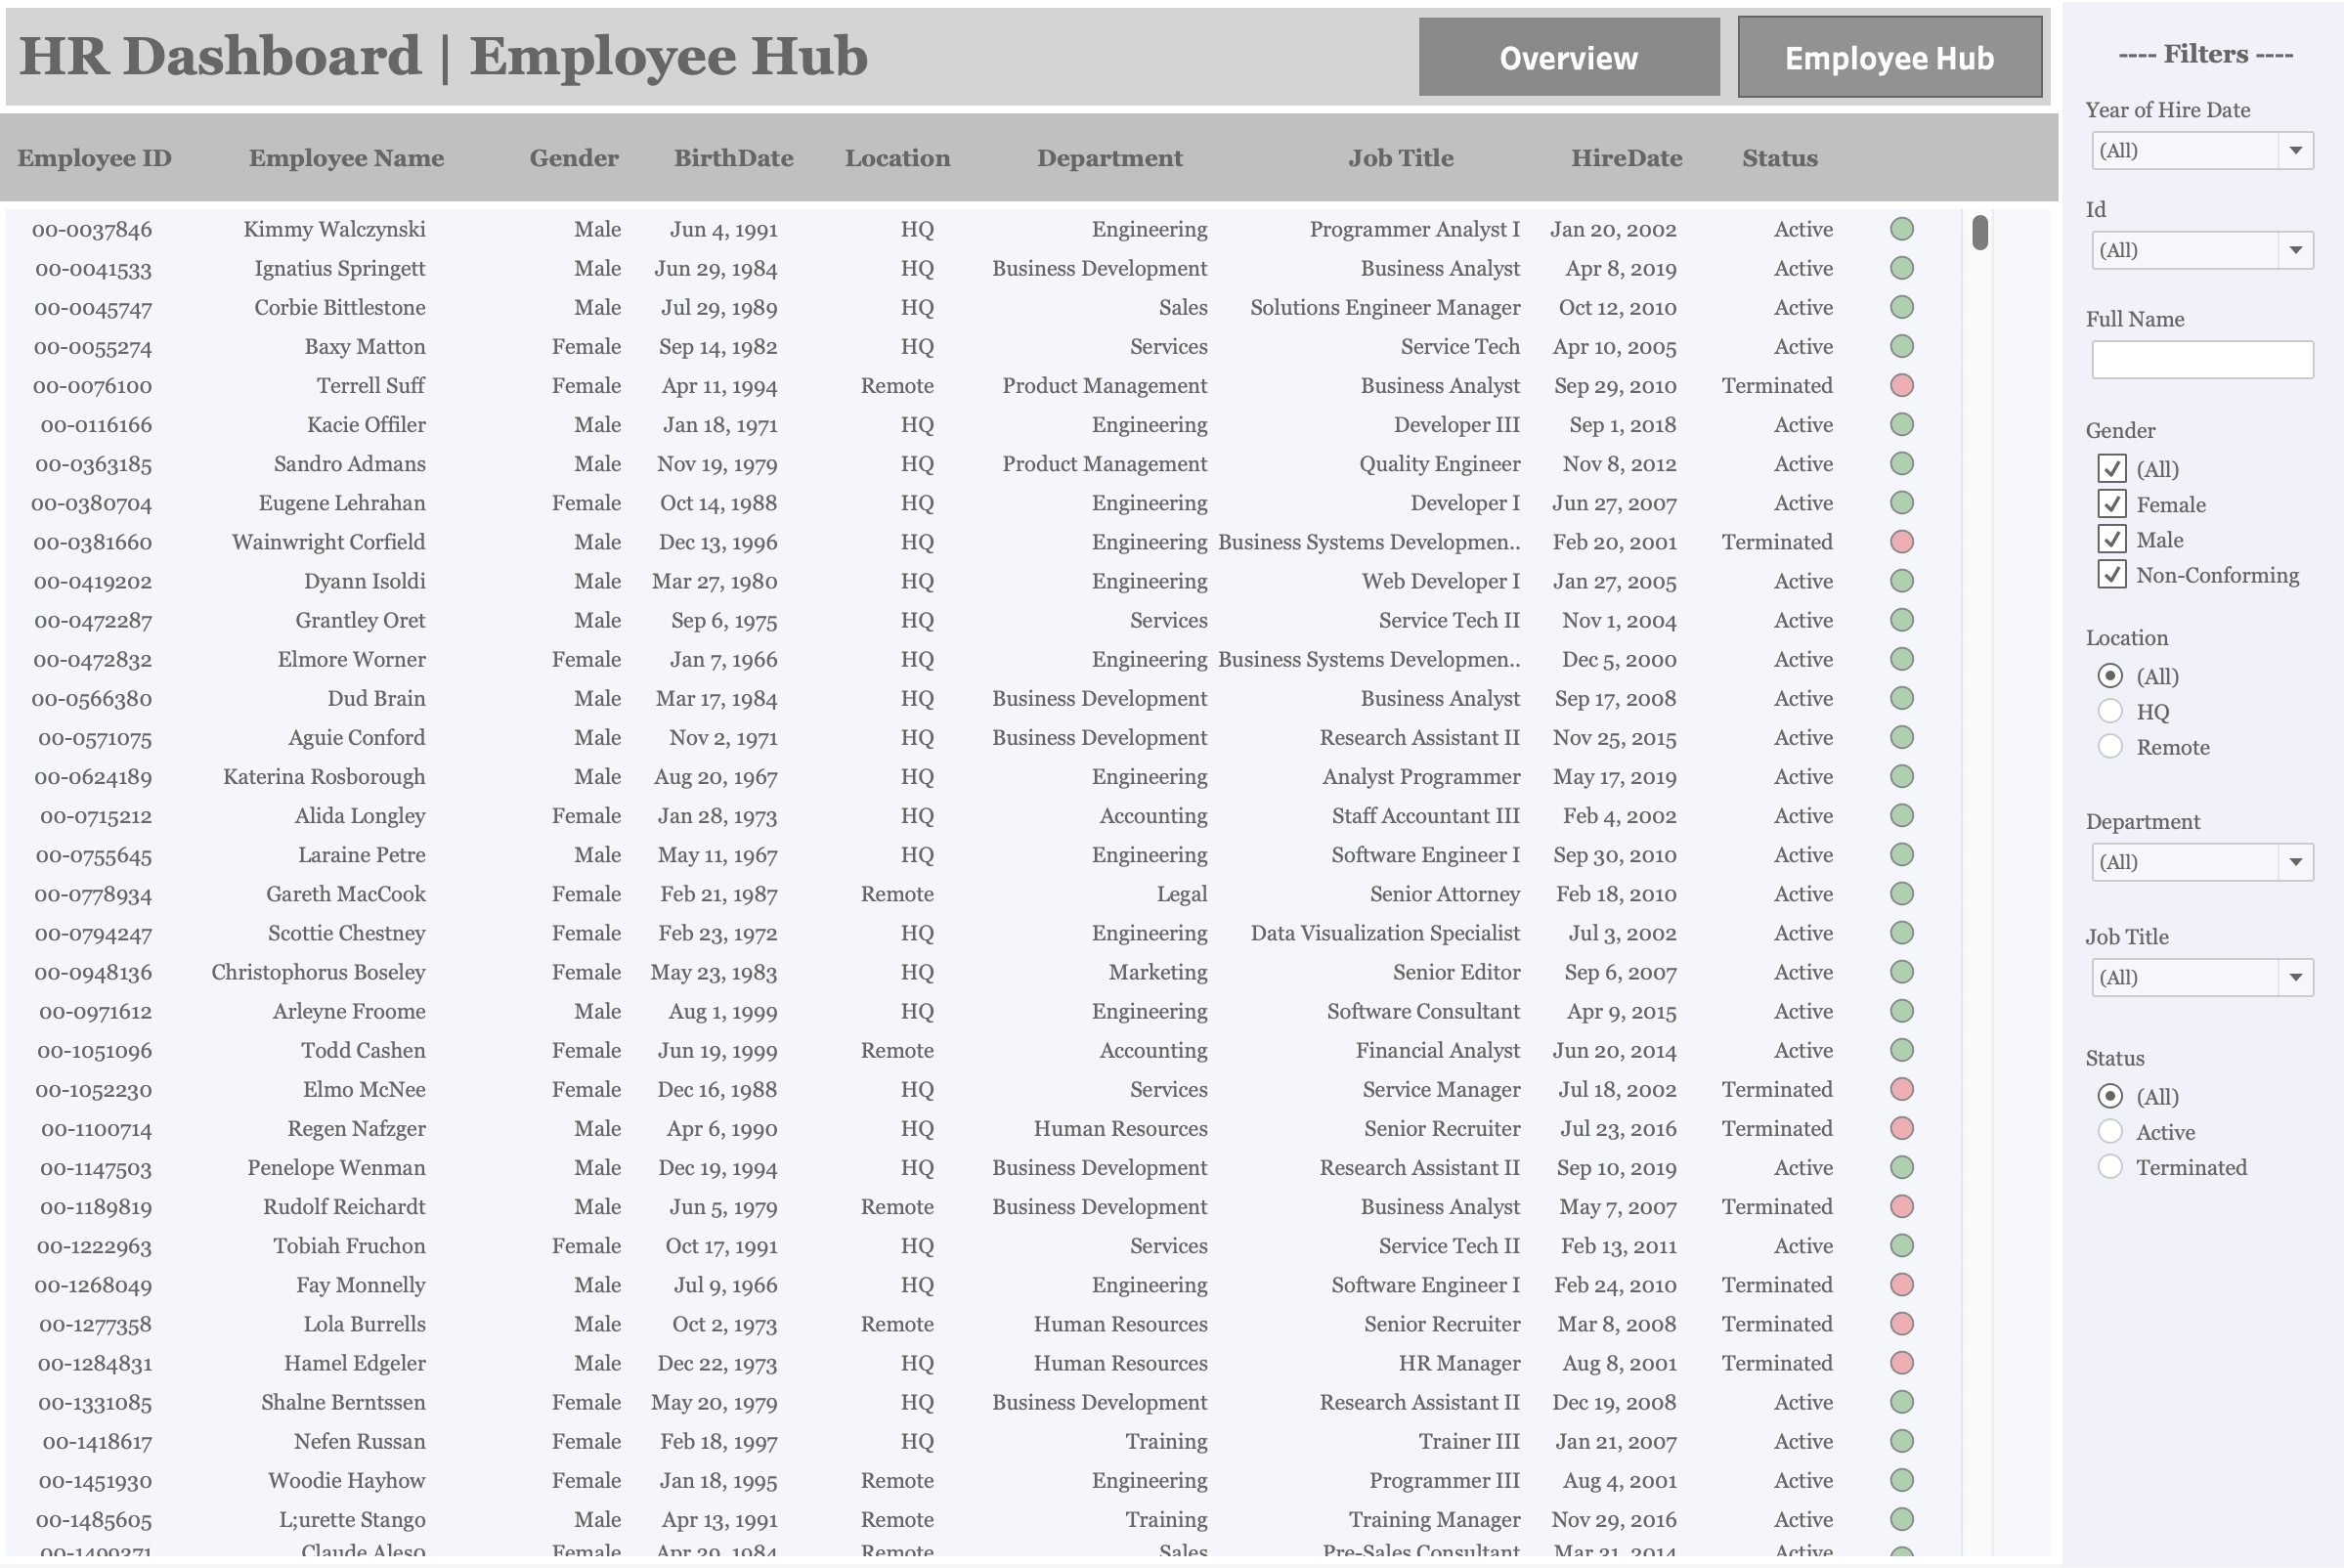 HR Dashboard | Employee Hub Overview Employee Hub
---- Filters ----
Employee ID Employee Name Gender BirthDate Location Department Job Title HireDate Status
00-0037846 Kimmy Walczynski Male Jun 4, 1991 HQ Engineering Programmer Analyst I Jan 20, 2002 Active
00-0041533 Ignatius Springett Male Jun 29, 1984 HQ Business Development Business Analyst Apr 8, 2019 Active
00-0045747 Corbie Bittlestone Male Jul 29, 1989 HQ Sales Solutions Engineer Manager Oct 12, 2010 Active
00-0055274 Baxy Matton Female Sep 14, 1982 HQ Services Service Tech Apr 10, 2005 Active
00-0076100 Terrell Suff Female Apr 11, 1994 Remote Product Management Business Analyst Sep 29, 2010 Terminated
00-0116166 Kacie Offiler Male Jan 18, 1971 HQ Engineering Developer III Sep 1, 2018 Active
00-0363185 Sandro Admans Male Nov 19, 1979 HQ Product Management Quality Engineer Nov 8, 2012 Active
00-0380704 Eugene Lehrahan Female Oct 14, 1988 HQ Engineering Developer I Jun 27, 2007 Active
00-0381660 Wainwright Corfield Male Dec 13, 1996 HQ Engineering Business Systems Developmen.. Feb 20, 2001 Terminated
00-0419202 Dyann Isoldi Male Mar 27, 1980 HQ Engineering Web Developer I Jan 27, 2005 Active
00-0472287 Grantley Oret Male Sep 6, 1975 HQ Services Service Tech II Nov 1, 2004 Active
00-0472832 Elmore Worner Female Jan 7, 1966 HQ Engineering Business Systems Developmen.. Dec 5, 2000 Active
00-0566380 Dud Brain Male Mar 17, 1984 HQ Business Development Business Analyst Sep 17, 2008 Active
00-0571075 Aguie Conford Male Nov 2, 1971 HQ Business Development Research Assistant II Nov 25, 2015 Active
00-0624189 Katerina Rosborough Male Aug 20, 1967 HQ Engineering Analyst Programmer May 17, 2019 Active
00-0715212 Alida Longley Female Jan 28, 1973 HQ Accounting Staff Accountant III Feb 4, 2002 Active
00-0755645 Laraine Petre Male May 11, 1967 HQ Engineering Software Engineer I Sep 30, 2010 Active
00-0778934 Gareth MacCook Female Feb 21, 1987 Remote Legal Senior Attorney Feb 18, 2010 Active
00-0794247 Scottie Chestney Female Feb 23, 1972 HQ Engineering Data Visualization Specialist Jul 3, 2002 Active
00-0948136 Christophorus Boseley Female May 23, 1983 HQ Marketing Senior Editor Sep 6, 2007 Active
00-0971612 Arleyne Froome Male Aug 1, 1999 HQ Engineering Software Consultant Apr 9, 2015 Active
00-1051096 Todd Cashen Female Jun 19, 1999 Remote Accounting Financial Analyst Jun 20, 2014 Active
00-1052230 Elmo McNee Female Dec 16, 1988 HQ Services Service Manager Jul 18, 2002 Terminated
00-1100714 Regen Nafzger Male Apr 6, 1990 HQ Human Resources Senior Recruiter Jul 23, 2016 Terminated
00-1147503 Penelope Wenman Male Dec 19, 1994 HQ Business Development Research Assistant II Sep 10, 2019 Active
00-1189819 Rudolf Reichardt Male Jun 5, 1979 Remote Business Development Business Analyst May 7, 2007 Terminated
00-1222963 Tobiah Fruchon Female Oct 17, 1991 HQ Services Service Tech II Feb 13, 2011 Active
00-1268049 Fay Monnelly Male Jul 9, 1966 HQ Engineering Software Engineer I Feb 24, 2010 Terminated
00-1277358 Lola Burrells Male Oct 2, 1973 Remote Human Resources Senior Recruiter Mar 8, 2008 Terminated
00-1284831 Hamel Edgeler Male Dec 22, 1973 HQ Human Resources HR Manager Aug 8, 2001 Terminated
00-1331085 Shalne Berntssen Female May 20, 1979 HQ Business Development Research Assistant II Dec 19, 2008 Active
00-1418617 Nefen Russan Female Feb 18, 1997 HQ Training Trainer III Jan 21, 2007 Active
00-1451930 Woodie Hayhow Female Jan 18, 1995 Remote Engineering Programmer III Aug 4, 2001 Active
00-1485605 L;urette Stango Male Apr 13, 1991 Remote Training Training Manager Nov 29, 2016 Active
00-1499371 Claude Aleso Female Apr 29, 1984 Remote Sales Pre-Sales Consultant Mar 31, 2014 Active
Year of Hire Date
(All)
Id
(All)
Full Name
Gender
(All)
Female
Male
Non-Conforming
Location
(All)
HQ
Remote
Department
(All)
Job Title
(All)
Status
(All)
Active
Terminated